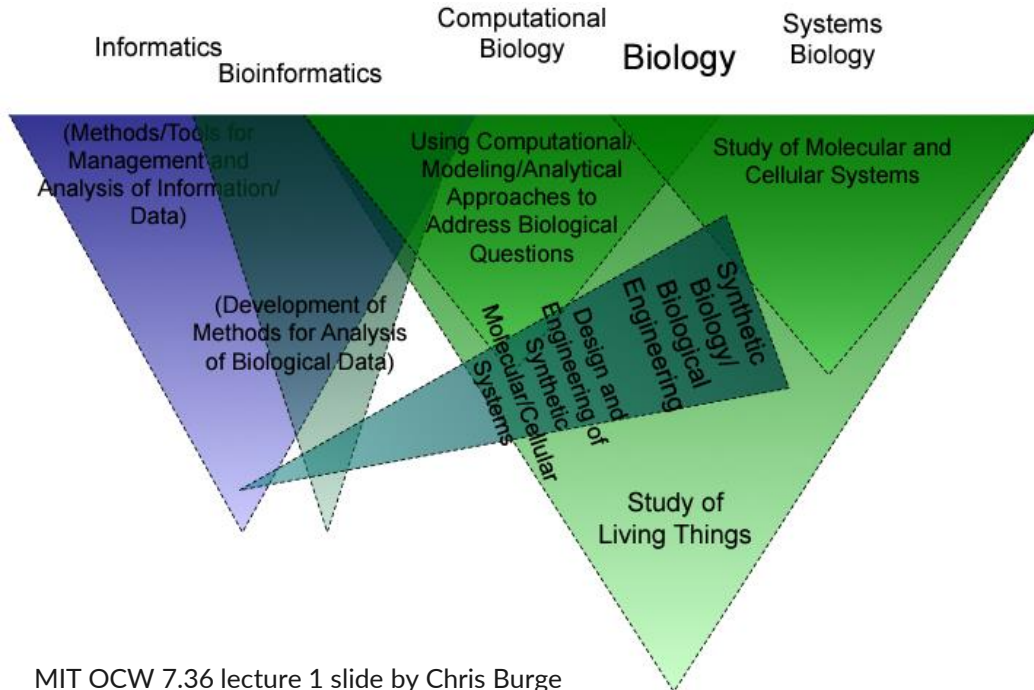 Informatics
Bioinformatics
Computational
Biology
Biology
Systems
Biology
(Methods/Tools for
Management and
Analysis of Information/
Data)
Using Computational/
Modeling/Analytical
Approaches to
Address Biological
Questions
Study of Molecular and
Cellular Systems
(Development of
Methods for Analysis
of Biological Data)
Synthetic
Biology/
Biological
Engineering
Design and
Engineering of
Synthetic
Molecular/Cellular
Systems
Study of
Living Things
MIT OCW 7.36 lecture 1 slide by Chris Burge